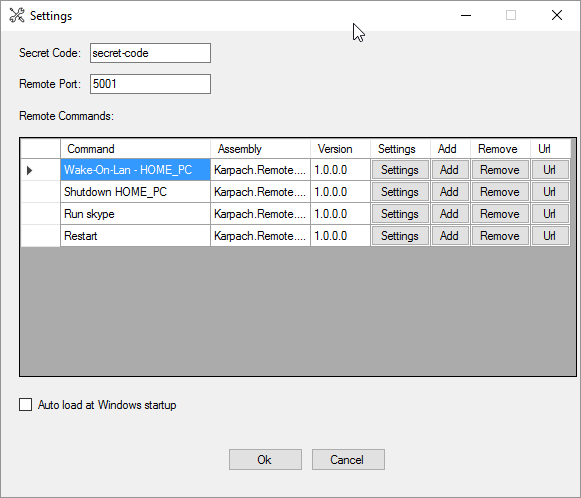 Settings
Secret Code: secret-code
Remote Port: 5001
Remote Commands:
Command Assembly Version Settings Add Remove Url
Wake-On-Lan - HOME_PC Karpach.Remote.... 1.0.0.0 Settings Add Remove Url
Shutdown HOME_PC Karpach.Remote.... 1.0.0.0 Settings Add Remove Url
Run skype Karpach.Remote.... 1.0.0.0 Settings Add Remove Url
Restart Karpach.Remote.... 1.0.0.0 Settings Add Remove Url
Auto load at Windows startup
Ok Cancel